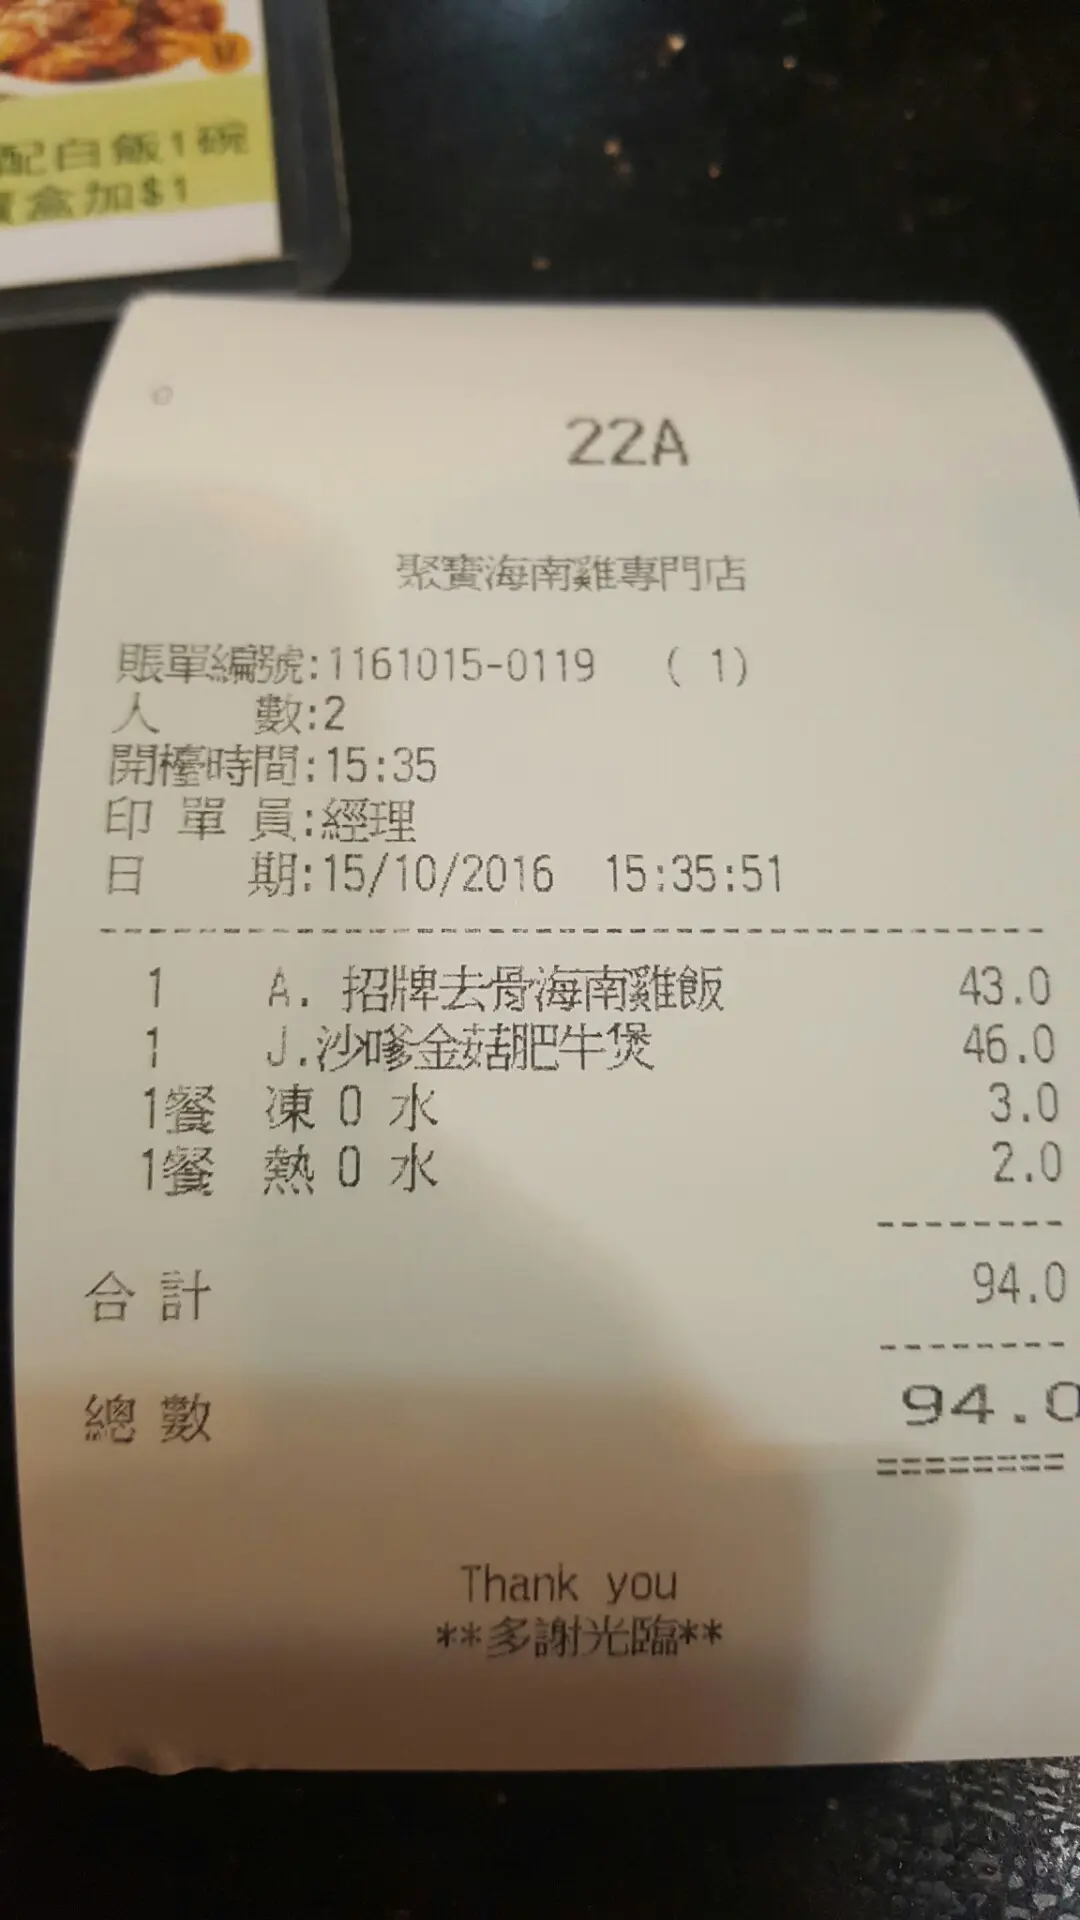 配白飯1碗
盒加$1
22A
聚寶海南雞專門店
賬單編號:1161015-0119 ( 1)
人 數:2
開檯時間:15:35
印 單 員:經理
日 期:15/10/2016 15:35:51
1 A. 招牌去骨海南雞飯 43.0
1 J.沙嗲金菇肥牛煲 46.0
1餐 凍 0 水 3.0
1餐 熱 0 水 2.0
合 計 94.0
總 數 94.0
Thank you
**多謝光臨**